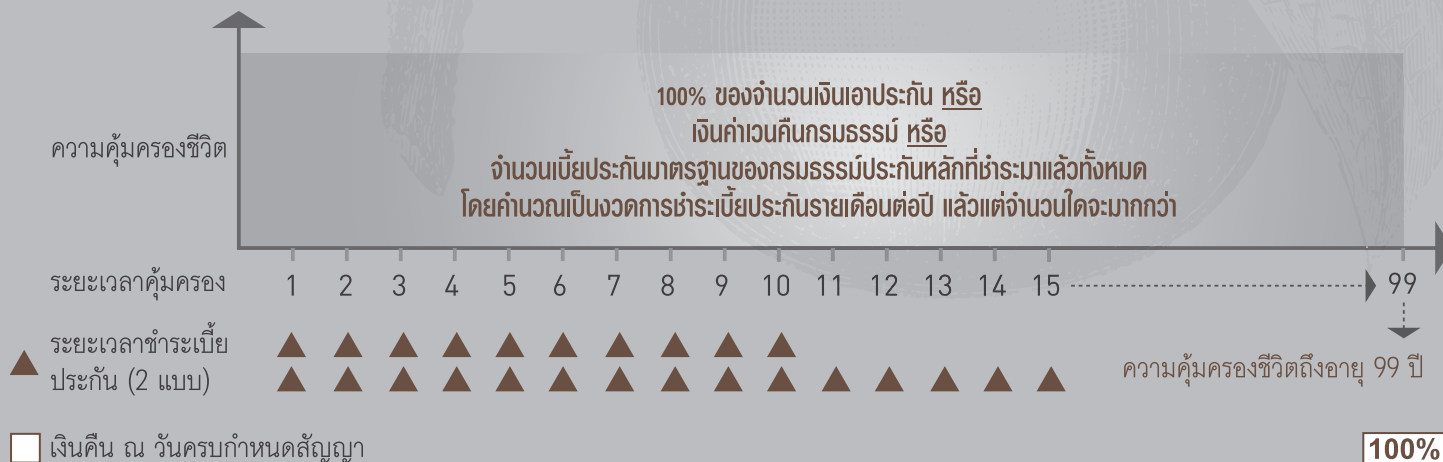 100% ของจำนวนเงินเอาประกัน หรือ
เงินค่าเวนคืนกรมธรรม์ หรือ
จำนวนเบี้ยประกันมาตรฐานของกรมธรรม์ประกันหลักที่ชำระมาแล้วทั้งหมด
โดยคำนวณเป็นงวดการชำระเบี้ยประกันรายเดือนต่อปี แล้วแต่จำนวนใดจะมากกว่า
ความคุ้มครองชีวิต
ระยะเวลาคุ้มครอง 1 2 3 4 5 6 7 8 9 10 11 12 13 14 15 99
ระยะเวลาชำระเบี้ย
ประกัน (2 แบบ)
ความคุ้มครองชีวิตถึงอายุ 99 ปี
เงินคืน ณ วันครบกำหนดสัญญา 100%